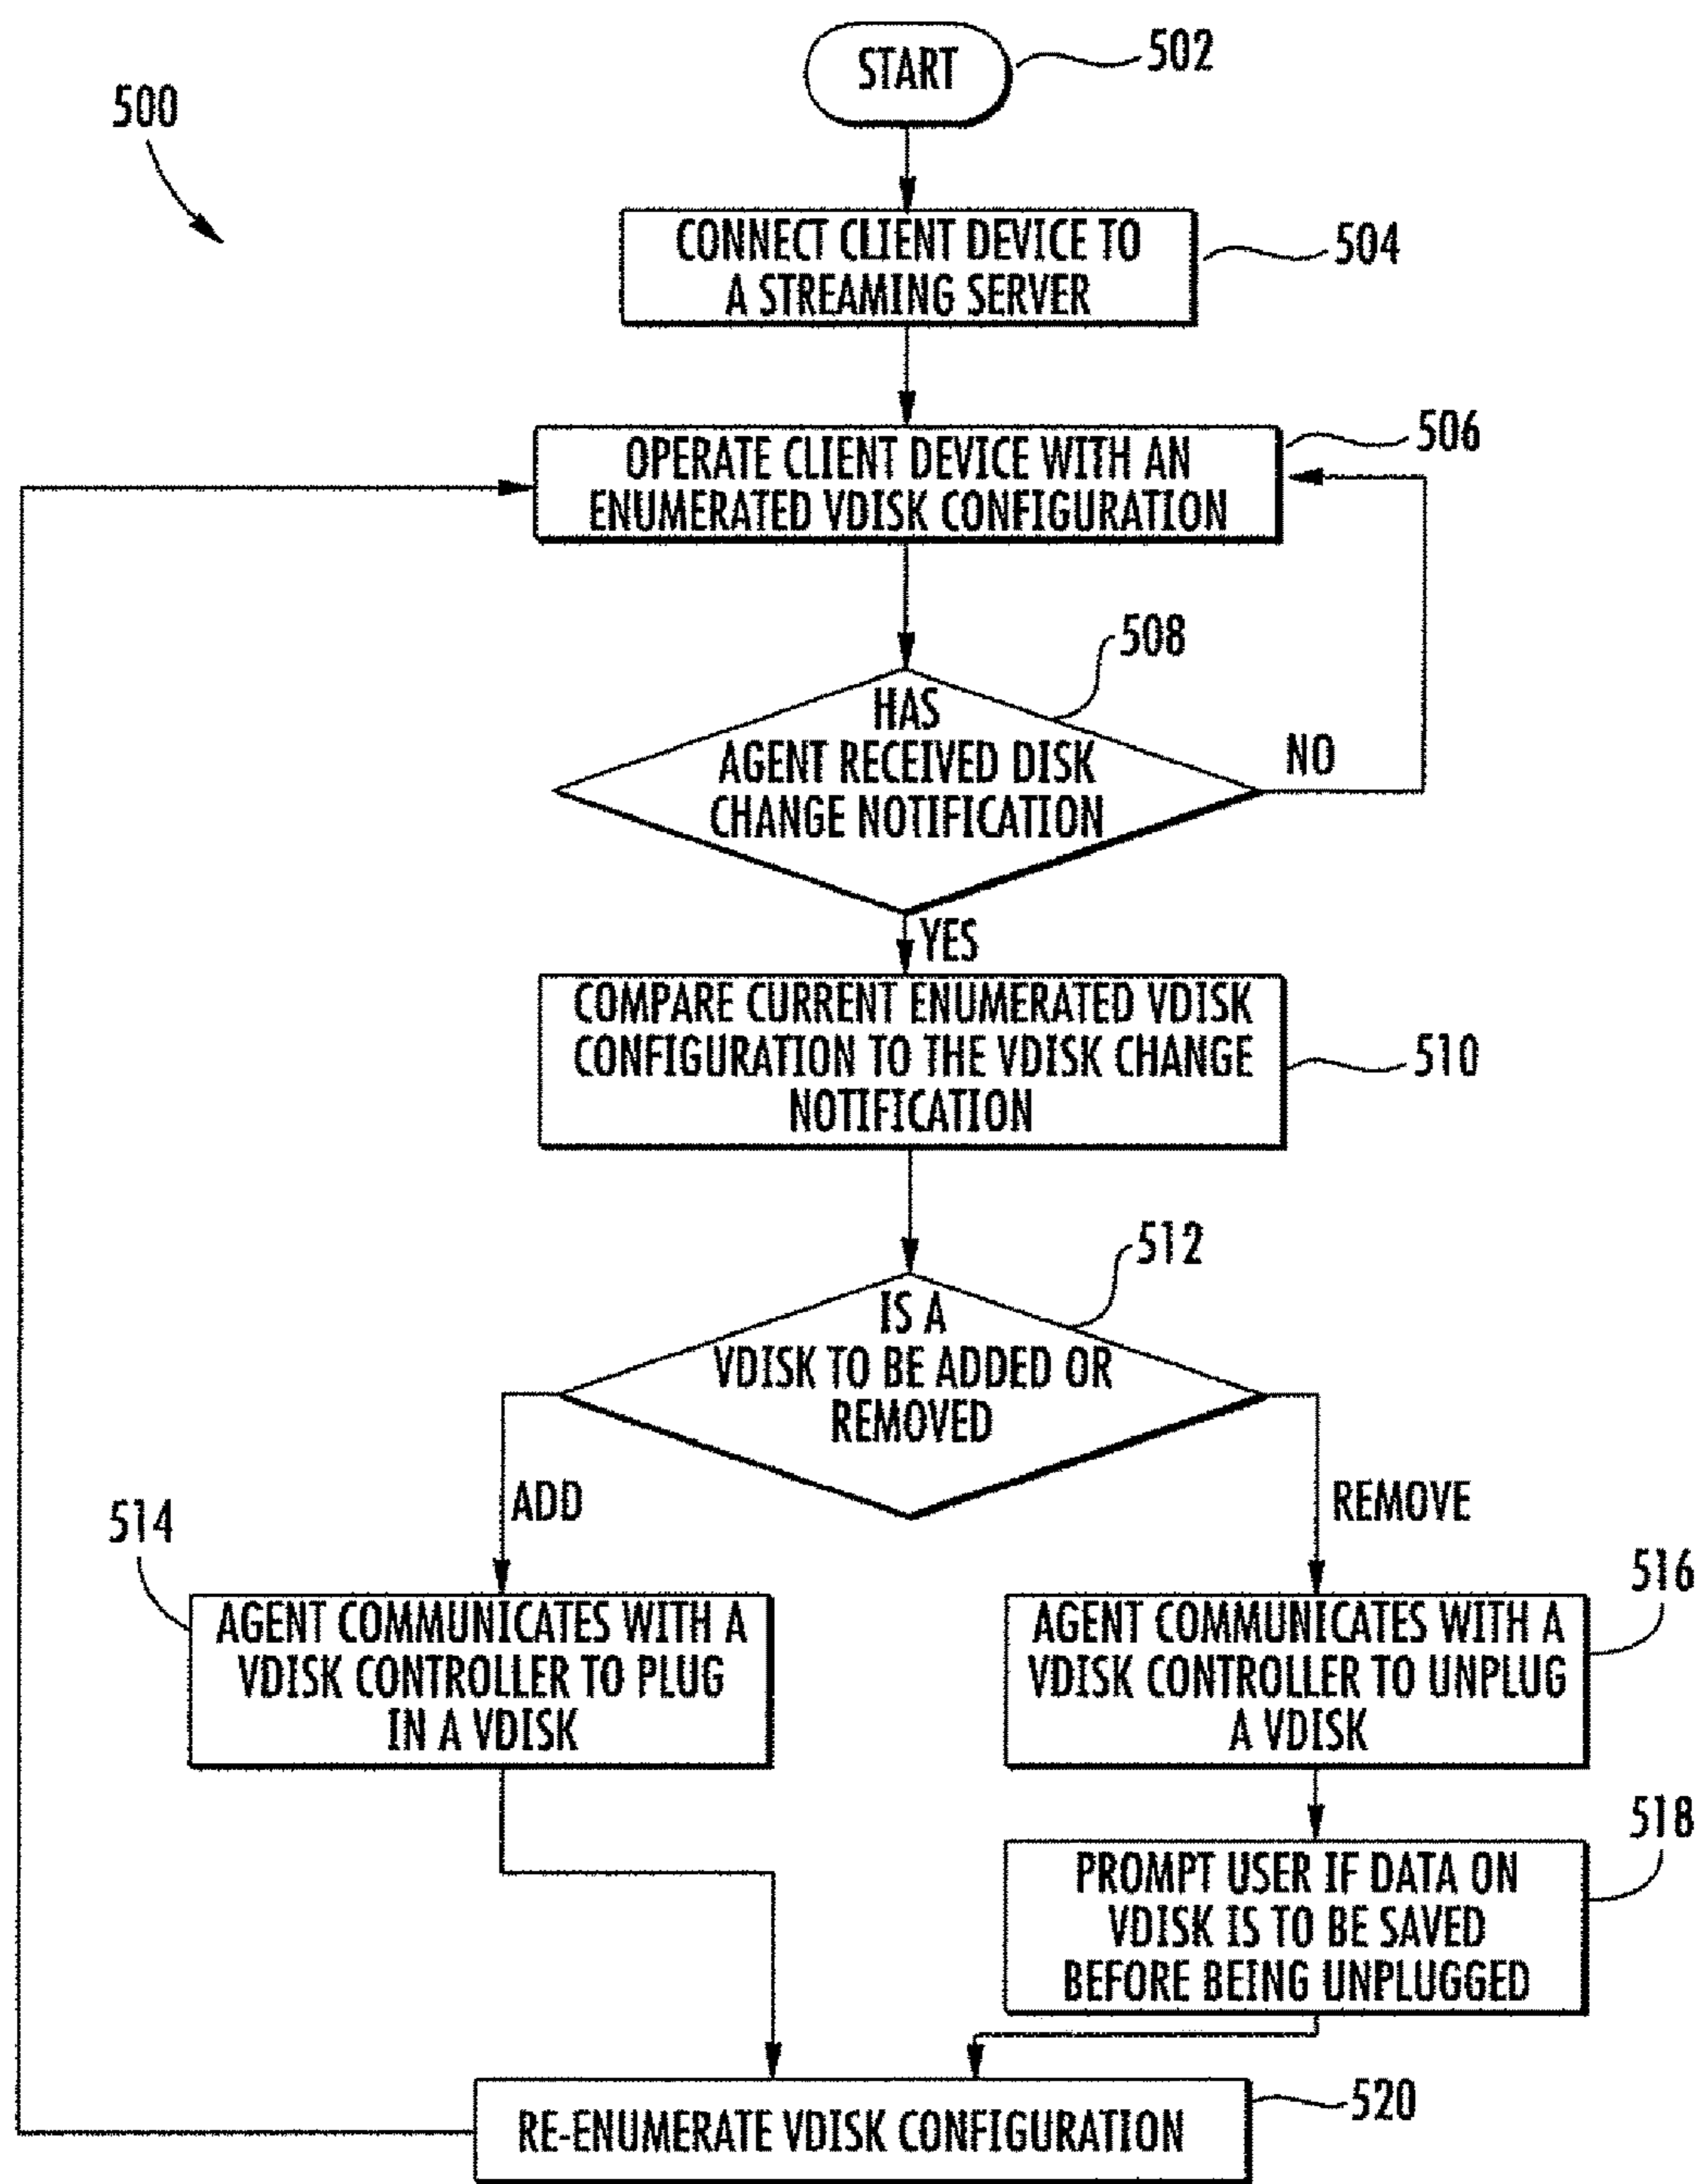 START
502
500
CONNECT CLIENT DEVICE TO
A STREAMING SERVER
504
OPERATE CLIENT DEVICE WITH AN
ENUMERATED VDISK CONFIGURATION
506
508
HAS
AGENT RECEIVED DISK
CHANGE NOTIFICATION
NO
YES
COMPARE CURRENT ENUMERATED VDISK
CONFIGURATION TO THE VDISK CHANGE
NOTIFICATION
510
512
IS A
VDISK TO BE ADDED OR
REMOVED
ADD
REMOVE
514
AGENT COMMUNICATES WITH A
VDISK CONTROLLER TO PLUG
IN A VDISK
516
AGENT COMMUNICATES WITH A
VDISK CONTROLLER TO UNPLUG
A VDISK
518
PROMPT USER IF DATA ON
VDISK IS TO BE SAVED
BEFORE BEING UNPLUGGED
RE-ENUMERATE VDISK CONFIGURATION
520